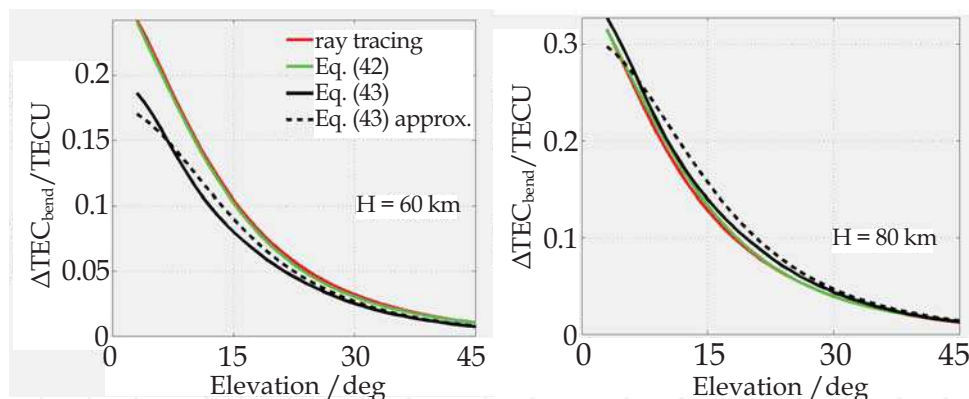 ΔTEC_bend/TECU
0.2
0.15
0.1
0.05
0
ray tracing
Eq. (42)
Eq. (43)
Eq. (43) approx.
H = 60 km
0 15 30 45
Elevation /deg
ΔTEC_bend/TECU
0.3
0.2
0.1
0
H = 80 km
0 15 30 45
Elevation /deg